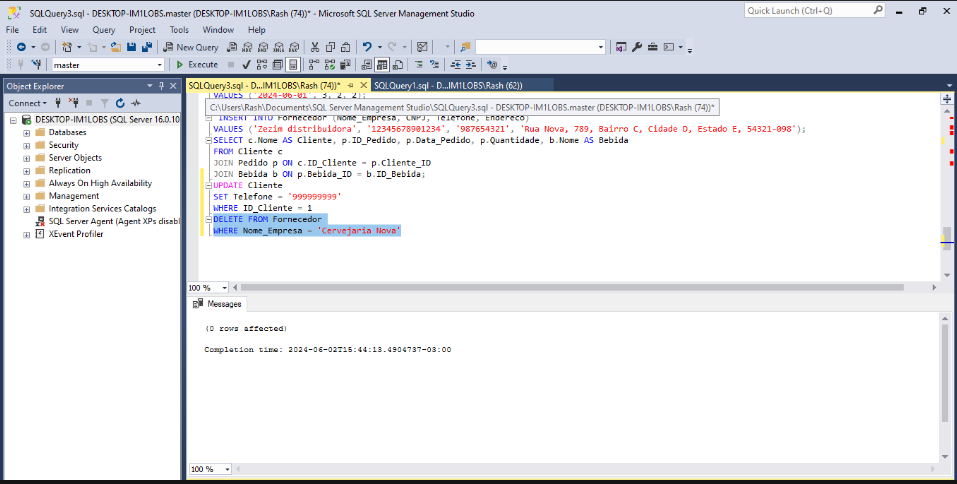 SQLQuery3.sql - DESKTOP-IM1LOBS.master (DESKTOP-IM1LOBS\Rash (74))* - Microsoft SQL Server Management Studio
Quick Launch (Ctrl+Q)
File Edit View Query Project Tools Window Help
New Query
master
Execute
Object Explorer
Connect
DESKTOP-IM1LOBS (SQL Server 16.0.10
Databases
Security
Server Objects
Replication
Always On High Availability
Management
Integration Services Catalogs
SQL Server Agent (Agent XPs disabl
XEvent Profiler
SQLQuery3.sql - D...IM1LOBS\Rash (74))* SQLQuery1.sql - D...IM1LOBS\Rash (62))
VALUES ('2024-06-01', 3, 2, 2);
C:\Users\Rash\Documents\SQL Server Management Studio\SQLQuery3.sql - DESKTOP-IM1LOBS.master (DESKTOP-IM1LOBS\Rash (74))*
INSERT INTO Fornecedor (Nome_Empresa, CNPJ, Telefone, Endereco)
VALUES ('Zezim distribuidora', '12345678901234', '987654321', 'Rua Nova, 789, Bairro C, Cidade D, Estado E, 54321-098');
SELECT c.Nome AS Cliente, p.ID_Pedido, p.Data_Pedido, p.Quantidade, b.Nome AS Bebida
FROM Cliente c
JOIN Pedido p ON c.ID_Cliente = p.Cliente_ID
JOIN Bebida b ON p.Bebida_ID = b.ID_Bebida;
UPDATE Cliente
SET Telefone = '999999999'
WHERE ID_Cliente = 1
DELETE FROM Fornecedor
WHERE Nome_Empresa = 'Cervejaria Nova'
100 %
Messages
(0 rows affected)
Completion time: 2024-06-02T15:44:13.4904737-03:00
100 %